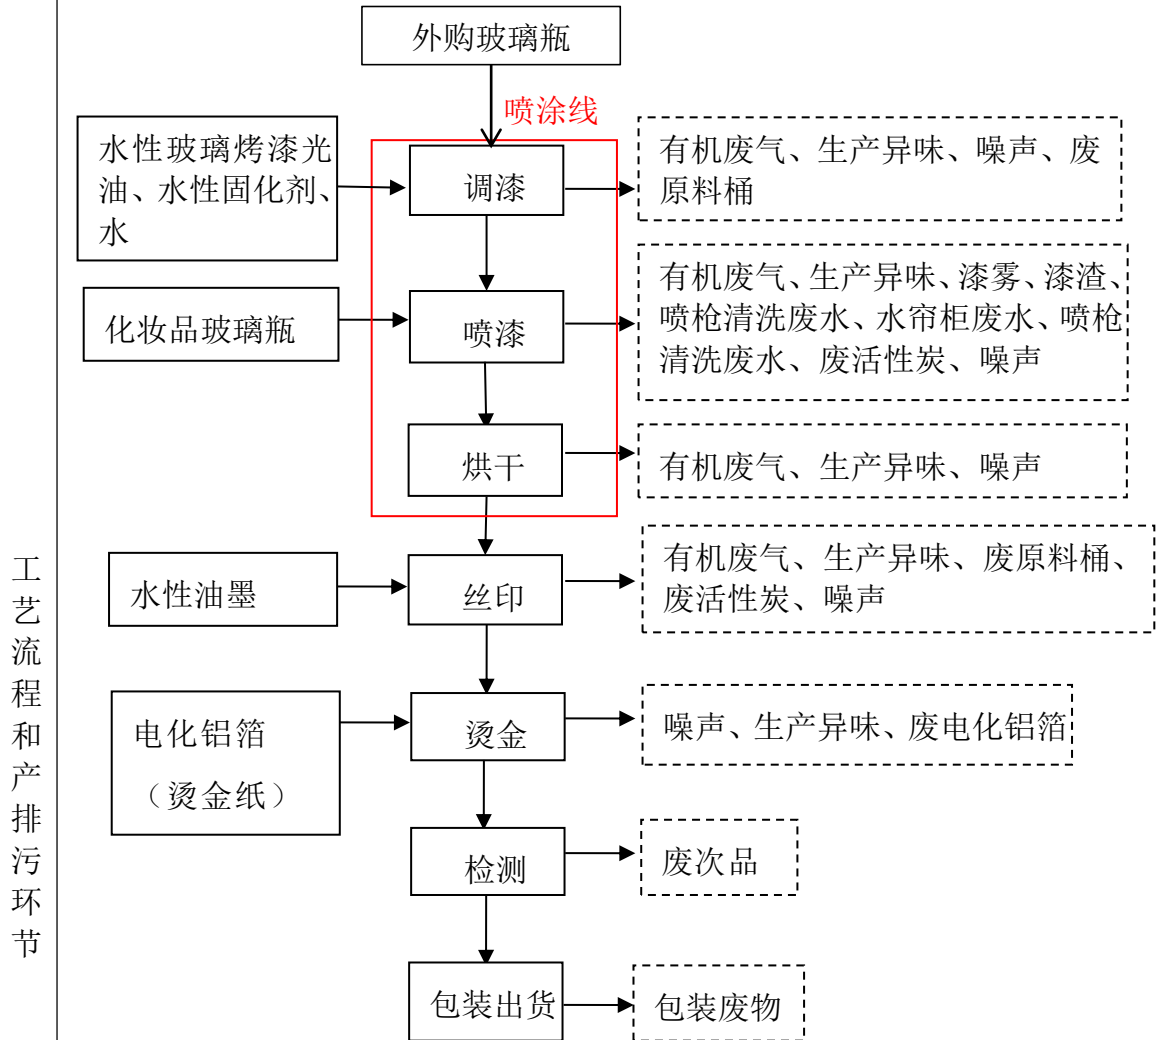 外购玻璃瓶
喷涂线
水性玻璃烤漆光
油、水性固化剂、
水
调漆
有机废气、生产异味、噪声、废
原料桶
化妆品玻璃瓶
喷漆
有机废气、生产异味、漆雾、漆渣、
喷枪清洗废水、水帘柜废水、喷枪
清洗废水、废活性炭、噪声
烘干
有机废气、生产异味、噪声
水性油墨
丝印
有机废气、生产异味、废原料桶、
废活性炭、噪声
电化铝箔
（烫金纸）
烫金
噪声、生产异味、废电化铝箔
检测
废次品
包装出货
包装废物
工
艺
流
程
和
产
排
污
环
节